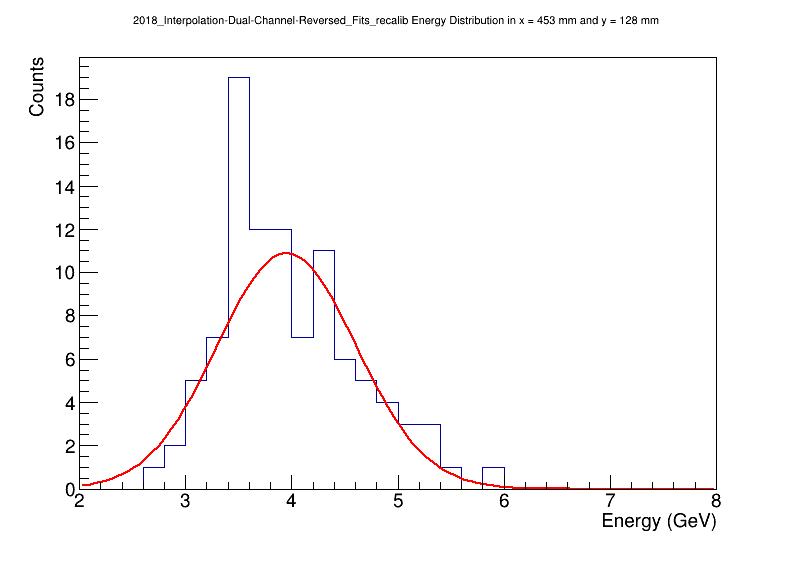 2018_Interpolation-Dual-Channel-Reversed_Fits_recalib Energy Distribution in x = 453 mm and y = 128 mm
Counts
18
16
14
12
10
8
6
4
2
0
2 3 4 5 6 7 8
Energy (GeV)